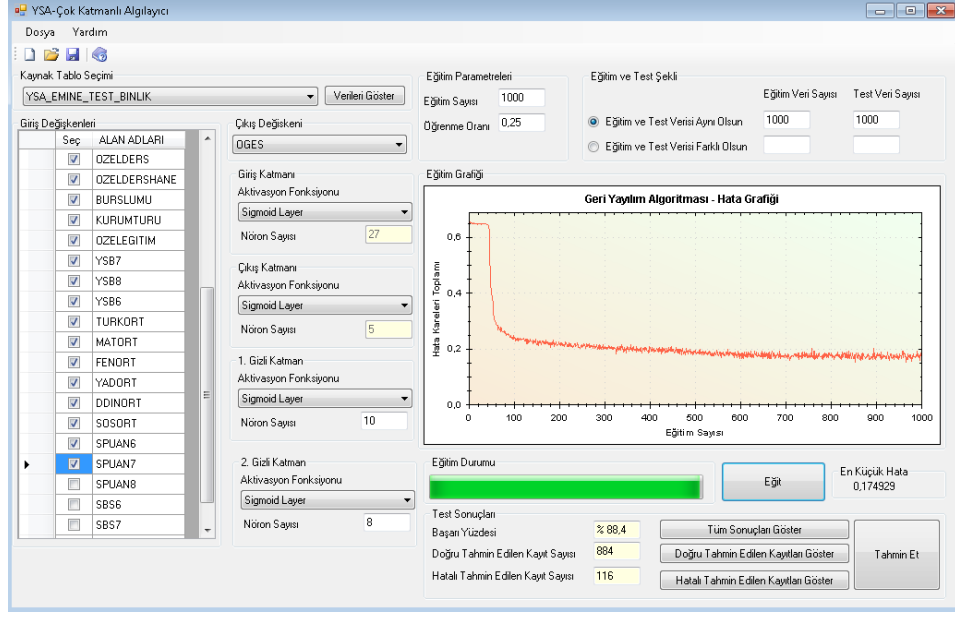 YSA-Çok Katmanlı Algılayıcı
Dosya Yardım
Kaynak Tablo Seçimi
YSA_EMINE_TEST_BINLIK
Verileri Göster
Eğitim Parametreleri
Eğitim Sayısı 1000
Öğrenme Oranı 0,25
Eğitim ve Test Şekli
Eğitim Veri Sayısı Test Veri Sayısı
Eğitim ve Test Verisi Aynı Olsun 1000 1000
Eğitim ve Test Verisi Farklı Olsun
Giriş Değişkenleri
Seç ALAN ADLARI
OZELDERS
OZELDERSHANE
BURSLUMU
KURUMTURU
OZELEGITIM
YSB7
YSB8
YSB6
TURKORT
MATORT
FENORT
YADORT
DDINORT
SOSORT
SPUAN6
SPUAN7
SPUAN8
SBS6
SBS7
Çıkış Değiskeni
OGES
Giriş Katmanı
Aktivasyon Fonksiyonu
Sigmoid Layer
Nöron Sayısı 27
Çıkış Katmanı
Aktivasyon Fonksiyonu
Sigmoid Layer
Nöron Sayısı 5
1. Gizli Katman
Aktivasyon Fonksiyonu
Sigmoid Layer
Nöron Sayısı 10
2. Gizli Katman
Aktivasyon Fonksiyonu
Sigmoid Layer
Nöron Sayısı 8
Eğitim Grafiği
Geri Yayılım Algoritması - Hata Grafiği
Hata Kareleri Toplamı
0,6
0,4
0,2
0,0
0 100 200 300 400 500 600 700 800 900 1000
Eğitim Sayısı
Eğitim Durumu
Eğit
En Küçük Hata
0,174929
Test Sonuçları
Başarı Yüzdesi % 88,4
Doğru Tahmin Edilen Kayıt Sayısı 884
Hatalı Tahmin Edilen Kayıt Sayısı 116
Tüm Sonuçları Göster
Doğru Tahmin Edilen Kayıtları Göster
Hatalı Tahmin Edilen Kayıtları Göster
Tahmin Et